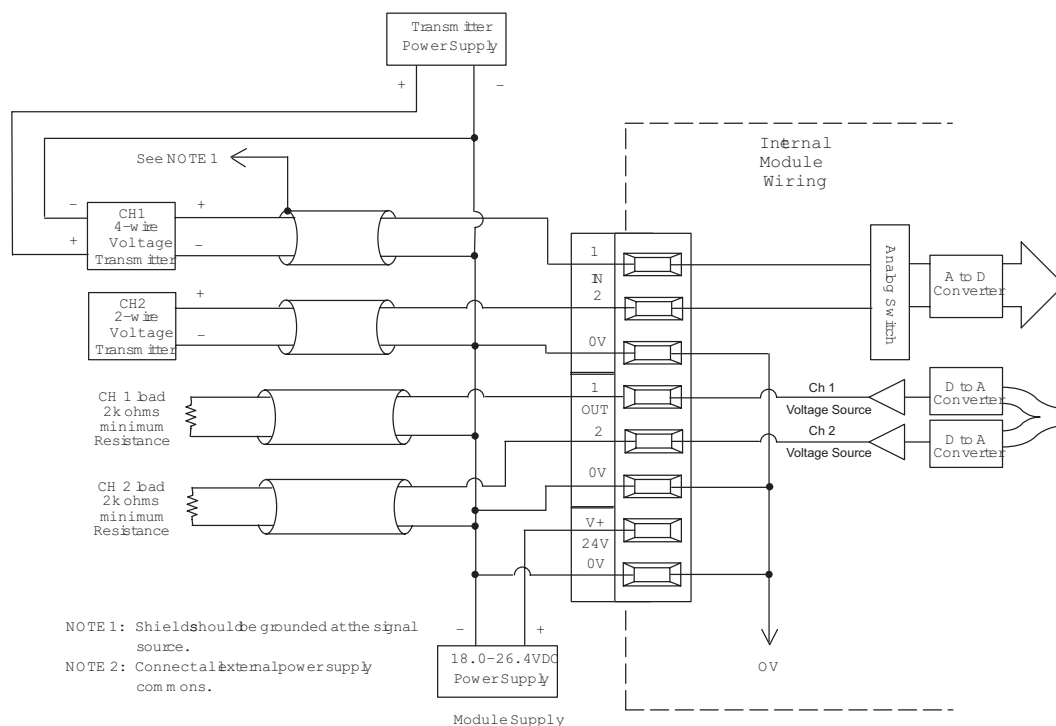 Transmitter
Power Supply
+
–
Internal
Module
Wiring
See NOTE 1
–
+
CH1
4–wire
Voltage
Transmitter
+
–
1
IN
2
0V
Analog Switch
A to D
Converter
CH2
2–wire
Voltage
Transmitter
+
–
CH 1 load
2k ohms
minimum
Resistance
1
OUT
2
0V
Ch 1
Voltage Source
D to A
Converter
Ch 2
Voltage Source
D to A
Converter
CH 2 load
2k ohms
minimum
Resistance
V+
24V
0V
NOTE 1: Shields should be grounded at the signal
source.
NOTE 2: Connect all external power supply
commons.
–
+
18.0–26.4VDC
Power Supply
Module Supply
0V